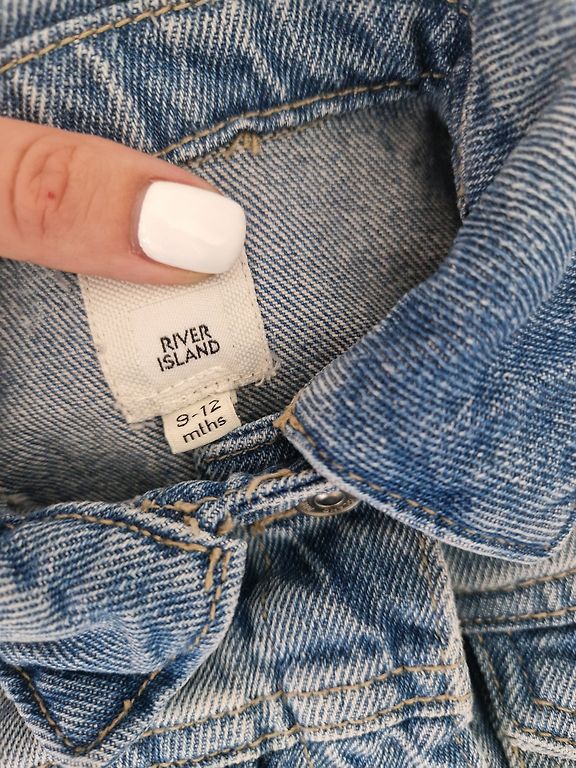 RIVER
ISLAND
9-12
mths